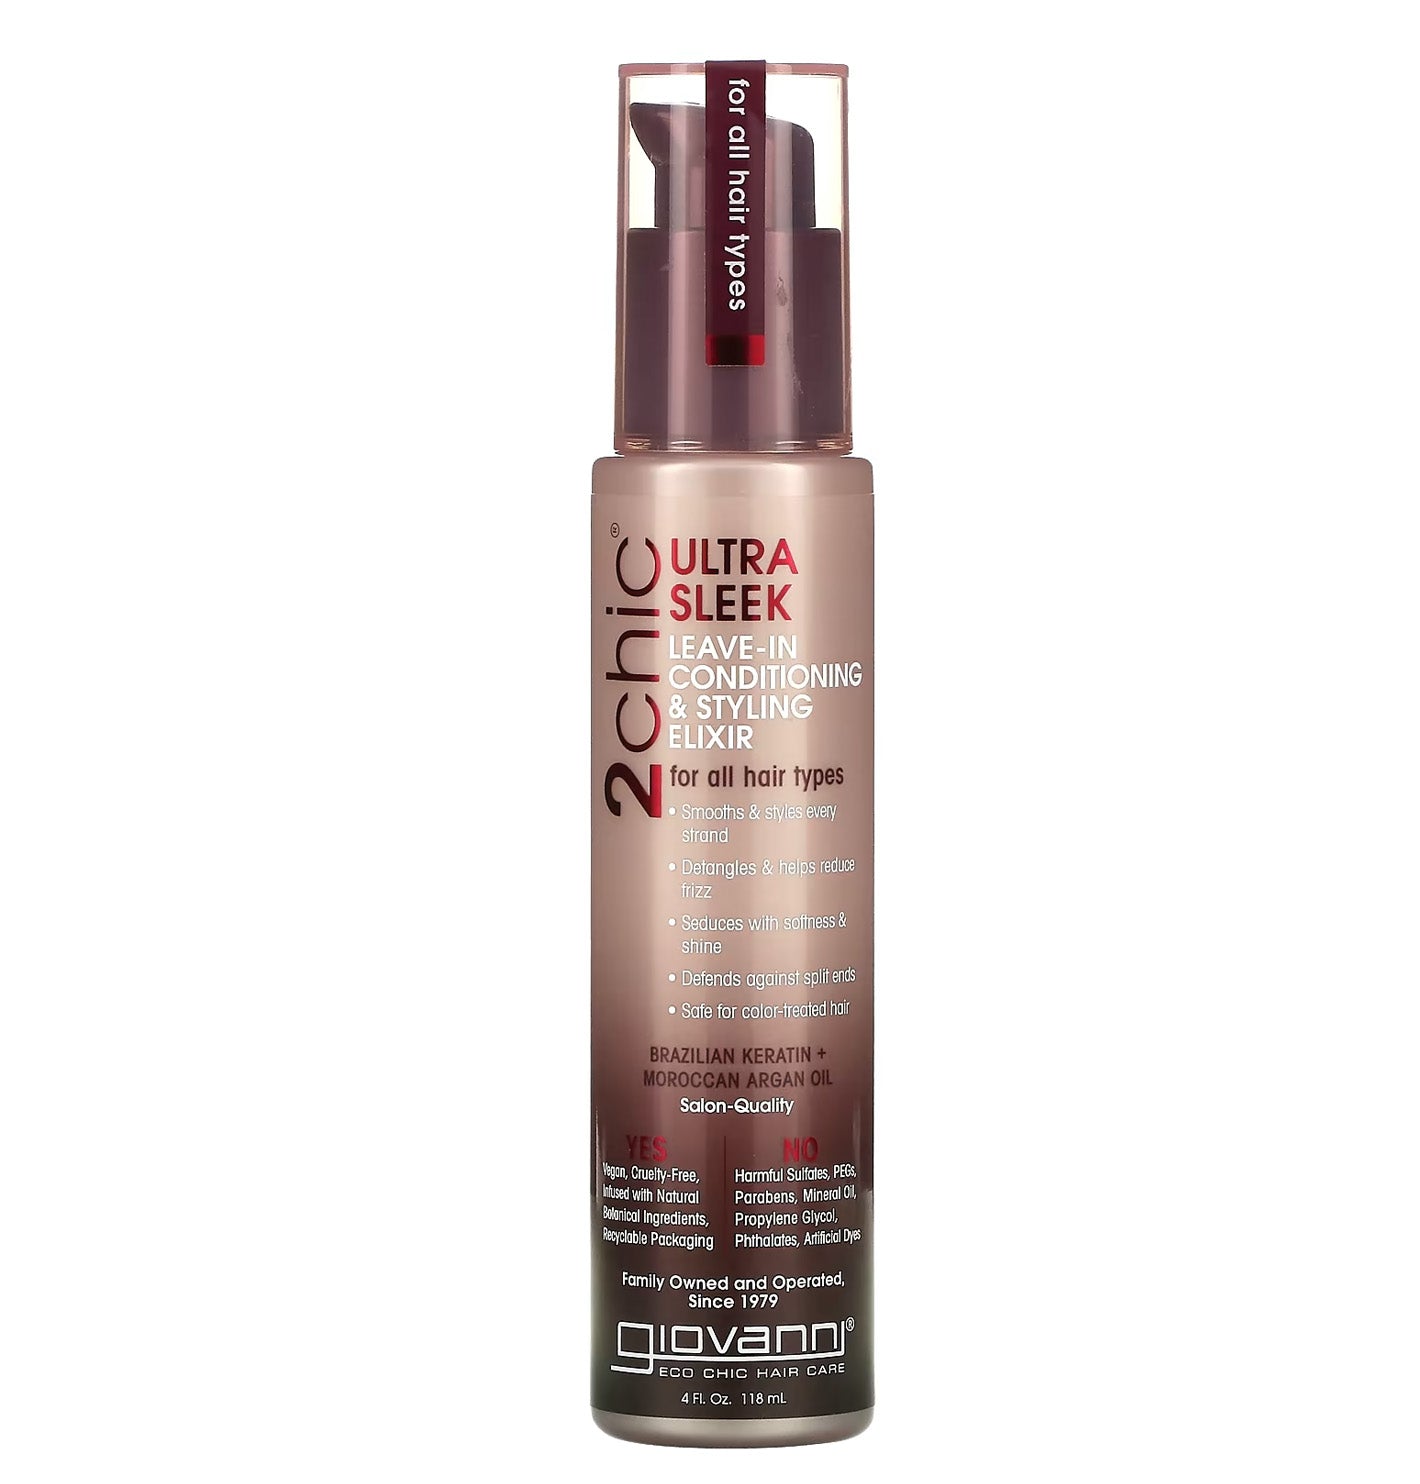 for all hair types
2chic®
ULTRA
SLEEK
LEAVE-IN
CONDITIONING
& STYLING
ELIXIR
for all hair types
• Smooths & styles every
strand
• Detangles & helps reduce
frizz
• Seduces with softness &
shine
• Defends against split ends
• Safe for color-treated hair
BRAZILIAN KERATIN +
MOROCCAN ARGAN OIL
Salon-Quality
YES
Vegan, Cruelty-Free,
Infused with Natural
Botanical Ingredients,
Recyclable Packaging
NO
Harmful Sulfates, PEGs,
Parabens, Mineral Oil,
Propylene Glycol,
Phthalates, Artificial Dyes
Family Owned and Operated,
Since 1979
giovanni®
ECO CHIC HAIR CARE
4 Fl. Oz. 118 mL